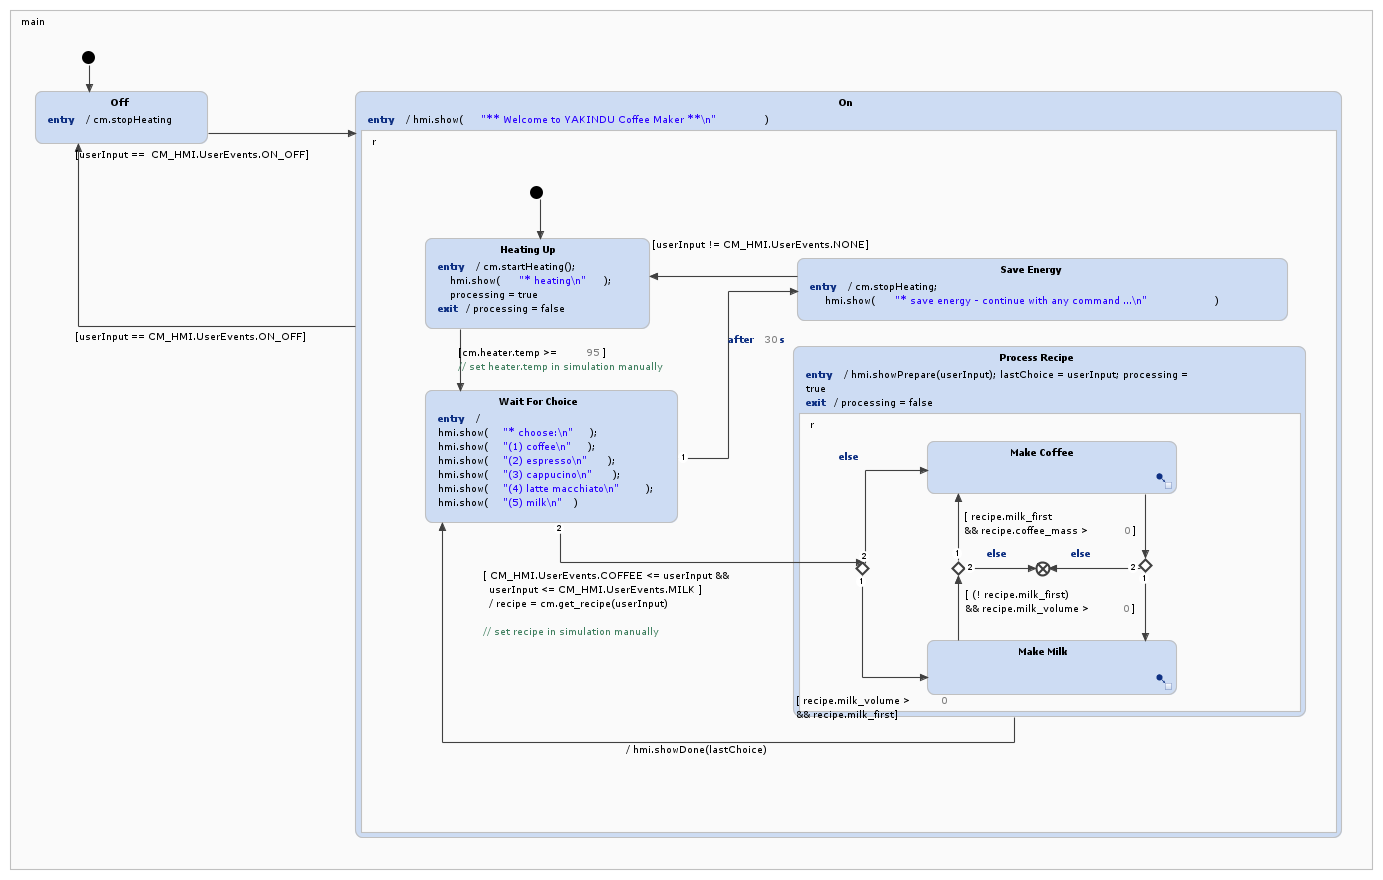 main
Off
entry / cm.stopHeating
[userInput == CM_HMI.UserEvents.ON_OFF]
[userInput == CM_HMI.UserEvents.ON_OFF]
On
entry / hmi.show( "** Welcome to YAKINDU Coffee Maker **\n" )
r
Heating Up
entry / cm.startHeating();
hmi.show( "* heating\n" );
processing = true
exit / processing = false
[userInput != CM_HMI.UserEvents.NONE]
Save Energy
entry / cm.stopHeating;
hmi.show( "* save energy - continue with any command ...\n" )
after 30 s
[cm.heater.temp >= 95 ]
// set heater.temp in simulation manually
Wait For Choice
entry /
hmi.show( "* choose:\n" );
hmi.show( "(1) coffee\n" );
hmi.show( "(2) espresso\n" );
hmi.show( "(3) cappucino\n" );
hmi.show( "(4) latte macchiato\n" );
hmi.show( "(5) milk\n" )
1
2
[ CM_HMI.UserEvents.COFFEE <= userInput &&
userInput <= CM_HMI.UserEvents.MILK ]
/ recipe = cm.get_recipe(userInput)
// set recipe in simulation manually
Process Recipe
entry / hmi.showPrepare(userInput); lastChoice = userInput; processing =
true
exit / processing = false
r
else
Make Coffee
[ recipe.milk_first
&& recipe.coffee_mass > 0 ]
2
1
1
2
else
else
2
1
[ (! recipe.milk_first)
&& recipe.milk_volume > 0 ]
Make Milk
[ recipe.milk_volume > 0
&& recipe.milk_first]
/ hmi.showDone(lastChoice)